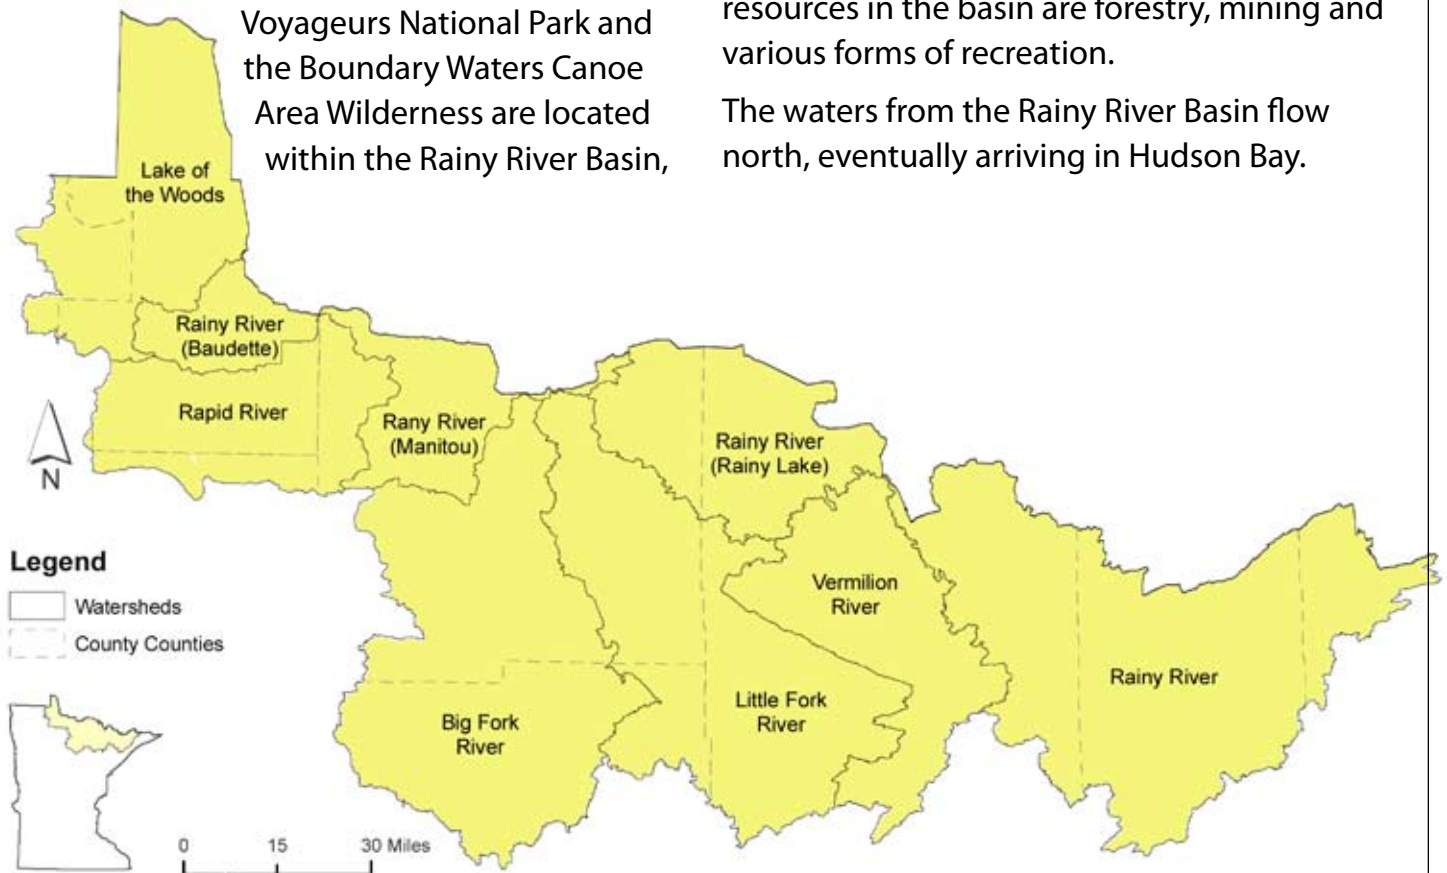 Voyageurs National Park and
the Boundary Waters Canoe
Area Wilderness are located
within the Rainy River Basin,
resources in the basin are forestry, mining and
various forms of recreation.
The waters from the Rainy River Basin flow
north, eventually arriving in Hudson Bay.
Lake of
the Woods
Rainy River
(Baudette)
Rapid River
Rany River
(Manitou)
Rainy River
(Rainy Lake)
Vermilion
River
Rainy River
Little Fork
River
Big Fork
River
N
Legend
Watersheds
County Counties
0 15 30 Miles